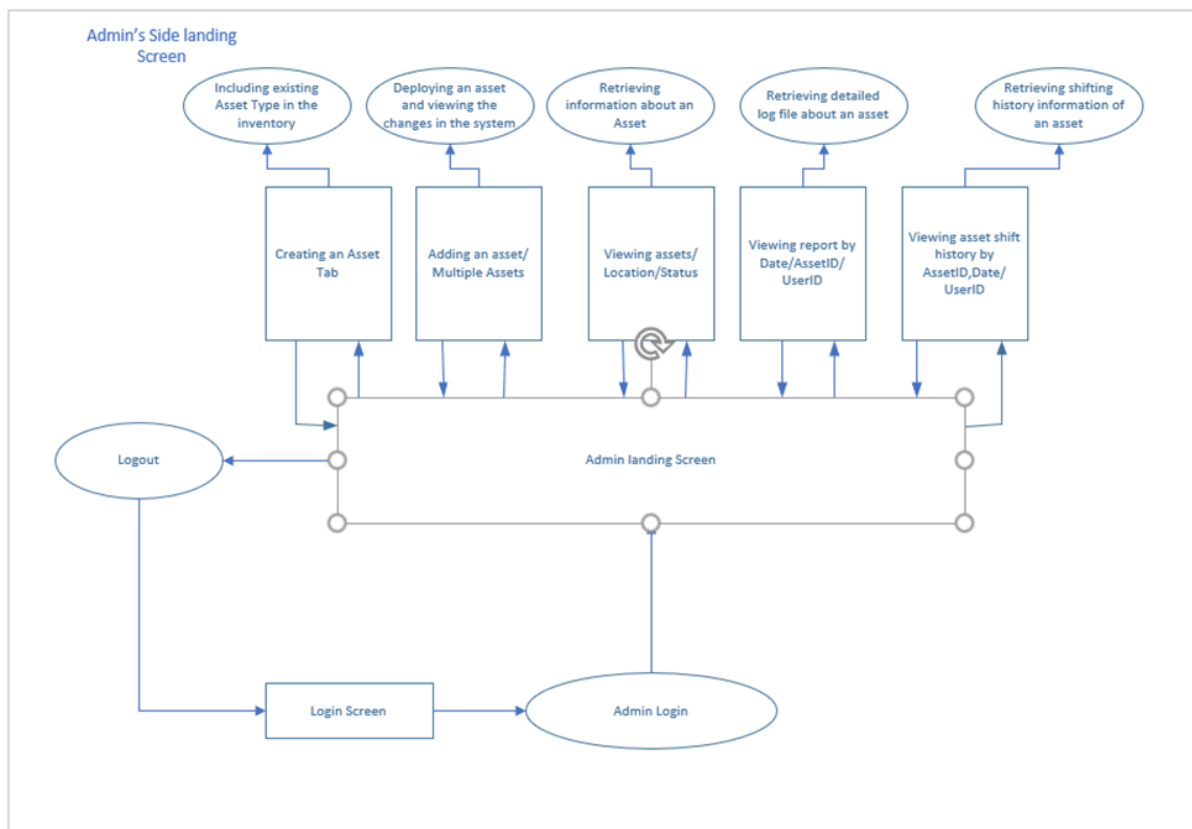 Admin's Side landing
Screen
Including existing
Asset Type in the
inventory
Deploying an asset
and viewing the
changes in the system
Retrieving
information about an
Asset
Retrieving detailed
log file about an asset
Retrieving shifting
history information of
an asset
Creating an Asset
Tab
Adding an asset/
Multiple Assets
Viewing assets/
Location/Status
Viewing report by
Date/AssetID/
UserID
Viewing asset shift
history by
AssetID,Date/
UserID
Logout
Admin landing Screen
Login Screen
Admin Login